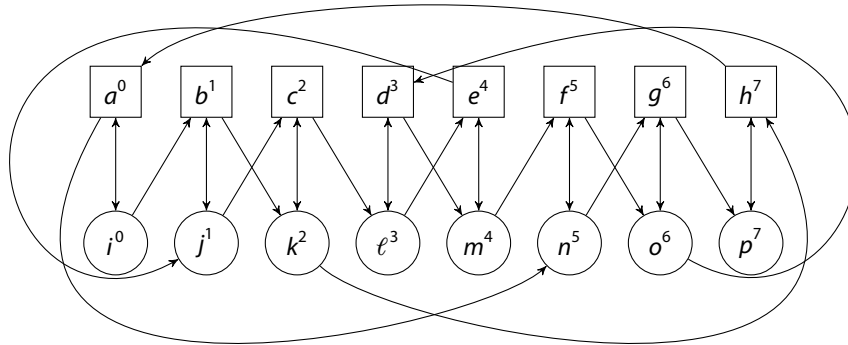 a⁰ b¹ c² d³ e⁴ f⁵ g⁶ h⁷
i⁰ j¹ k² ℓ³ m⁴ n⁵ o⁶ p⁷